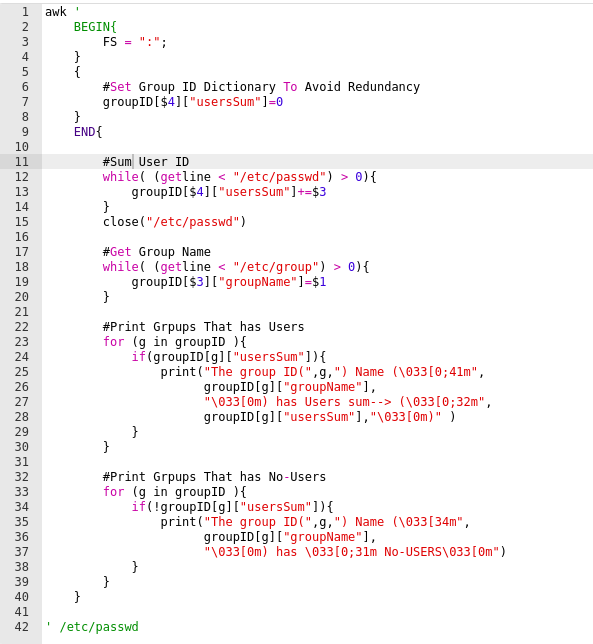 1 awk '
2     BEGIN{
3         FS = ":";
4     }
5     {
6         #Set Group ID Dictionary To Avoid Redundancy
7         groupID[$4]["usersSum"]=0
8     }
9     END{
10
11         #Sum User ID
12         while( (getline < "/etc/passwd") > 0){
13             groupID[$4]["usersSum"]+=$3
14         }
15         close("/etc/passwd")
16
17         #Get Group Name
18         while( (getline < "/etc/group") > 0){
19             groupID[$3]["groupName"]=$1
20         }
21
22         #Print Grpups That has Users
23         for (g in groupID ){
24             if(groupID[g]["usersSum"]){
25                 print("The group ID(",g,") Name (\033[0;41m",
26                       groupID[g]["groupName"],
27                       "\033[0m) has Users sum--> (\033[0;32m",
28                       groupID[g]["usersSum"],"\033[0m)" )
29             }
30         }
31
32         #Print Grpups That has No-Users
33         for (g in groupID ){
34             if(!groupID[g]["usersSum"]){
35                 print("The group ID(",g,") Name (\033[34m",
36                       groupID[g]["groupName"],
37                       "\033[0m) has \033[0;31m No-USERS\033[0m")
38             }
39         }
40     }
41
42 ' /etc/passwd